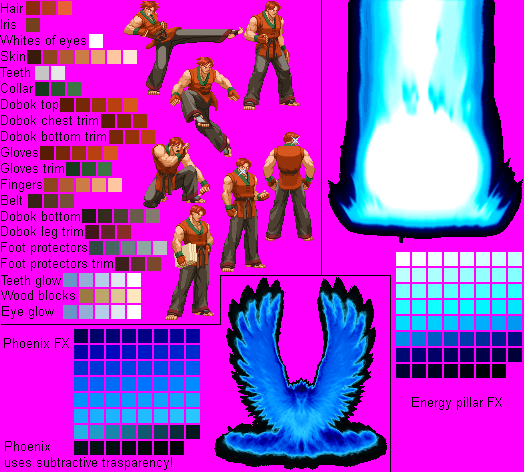 Hair
Iris
Whites of eyes
Skin
Teeth
Collar
Dobok top
Dobok chest trim
Dobok bottom trim
Gloves
Gloves trim
Fingers
Belt
Dobok bottom
Dobok leg trim
Foot protectors
Foot protectors trim
Teeth glow
Wood blocks
Eye glow
Phoenix FX
Phoenix
uses subtractive trasparency!
Energy pillar FX